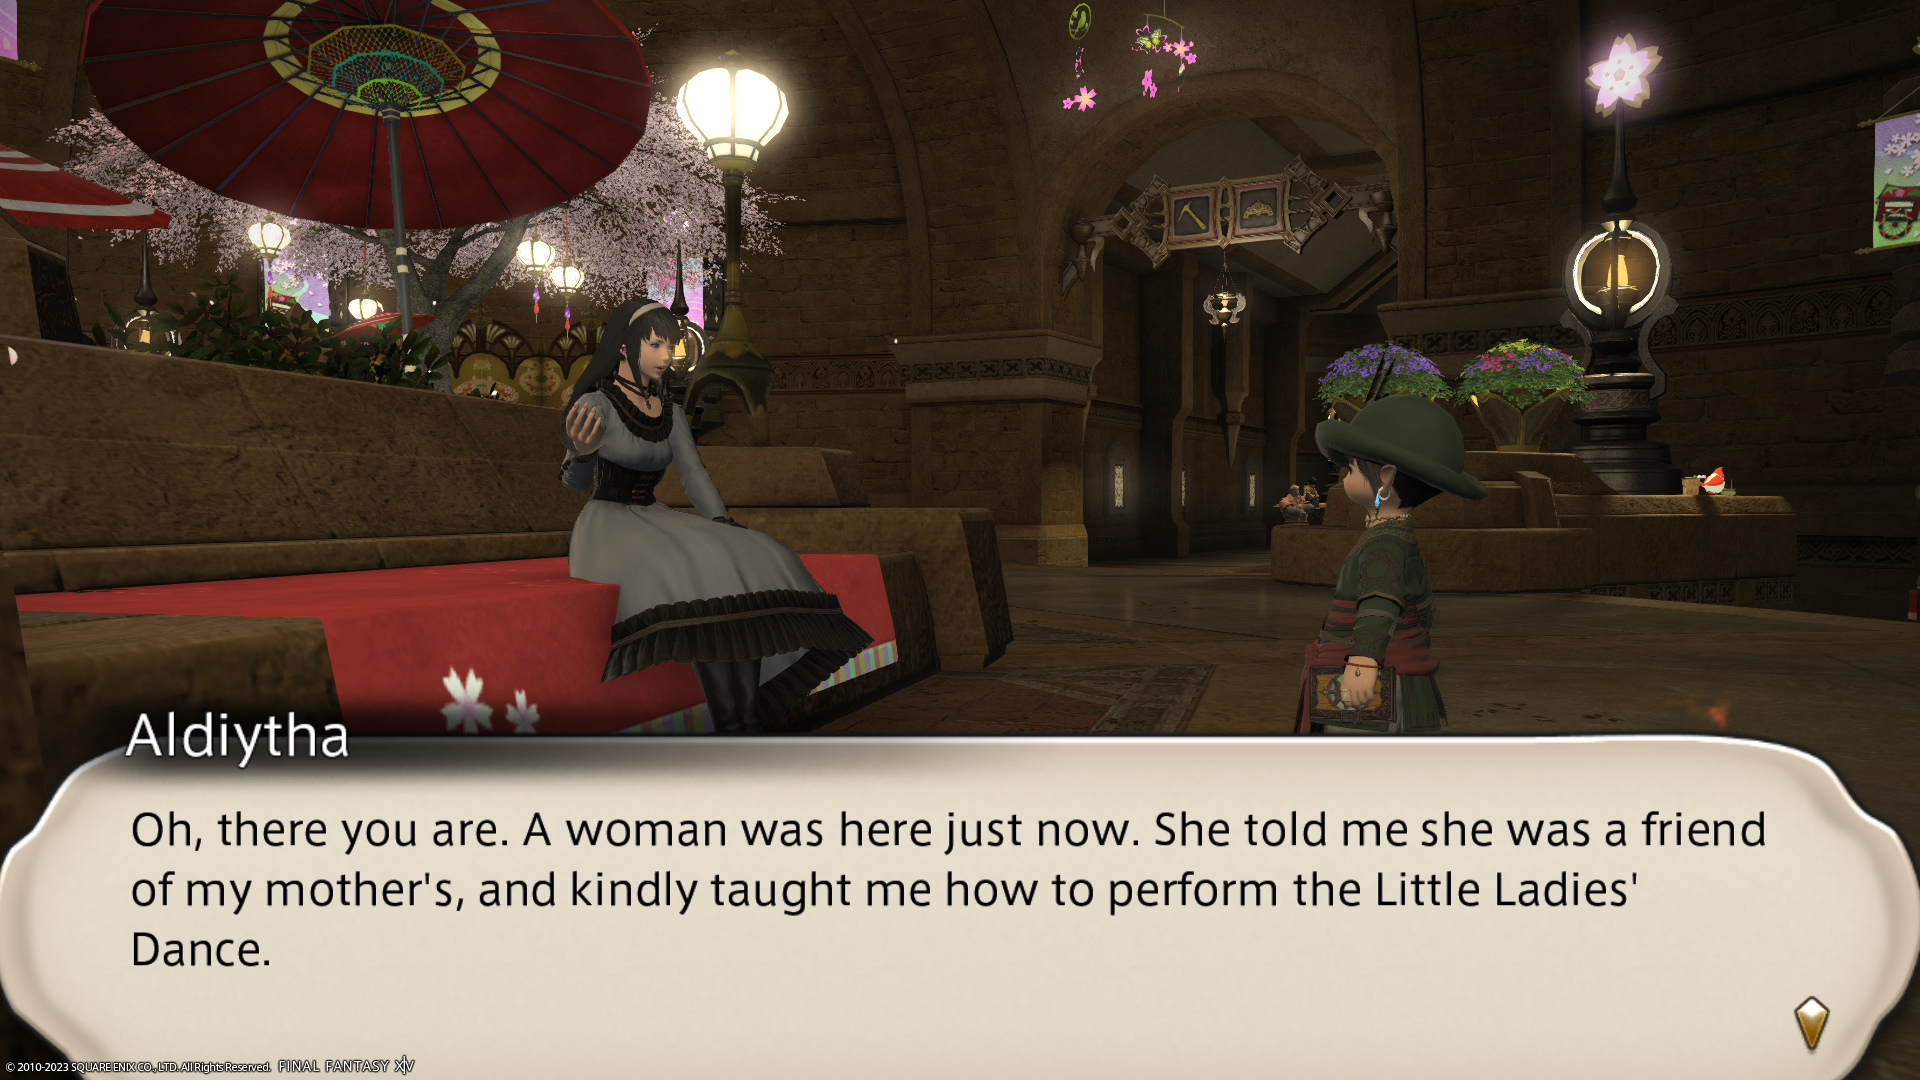 Aldiytha
Oh, there you are. A woman was here just now. She told me she was a friend
of my mother's, and kindly taught me how to perform the Little Ladies'
Dance.
© 2010-2023 SQUARE ENIX CO., LTD. All Rights Reserved. FINAL FANTASY XIV